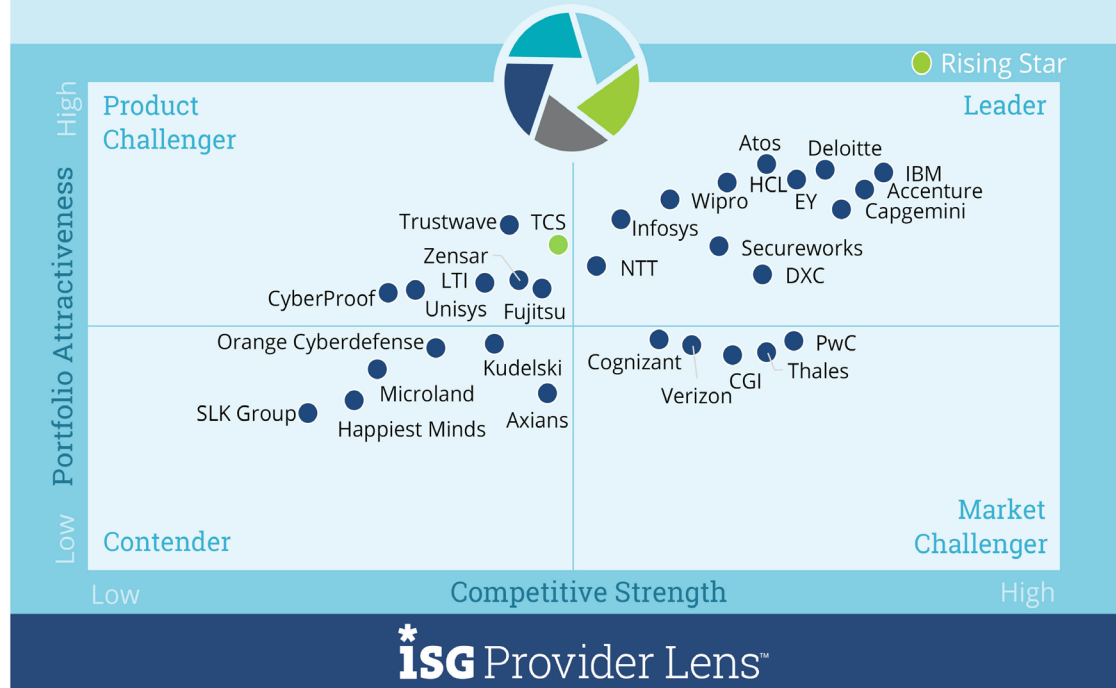 Rising Star
High
Product
Challenger
Leader
Atos
Deloitte
HCL
IBM
EY
Accenture
Wipro
Capgemini
Trustwave
TCS
Infosys
Zensar
Secureworks
NTT
DXC
LTI
CyberProof
Unisys
Fujitsu
Portfolio Attractiveness
Orange Cyberdefense
Kudelski
Cognizant
PwC
Thales
CGI
Verizon
Microland
SLK Group
Axians
Happiest Minds
Low
Contender
Market
Challenger
Low
Competitive Strength
High
*ISG Provider Lens™